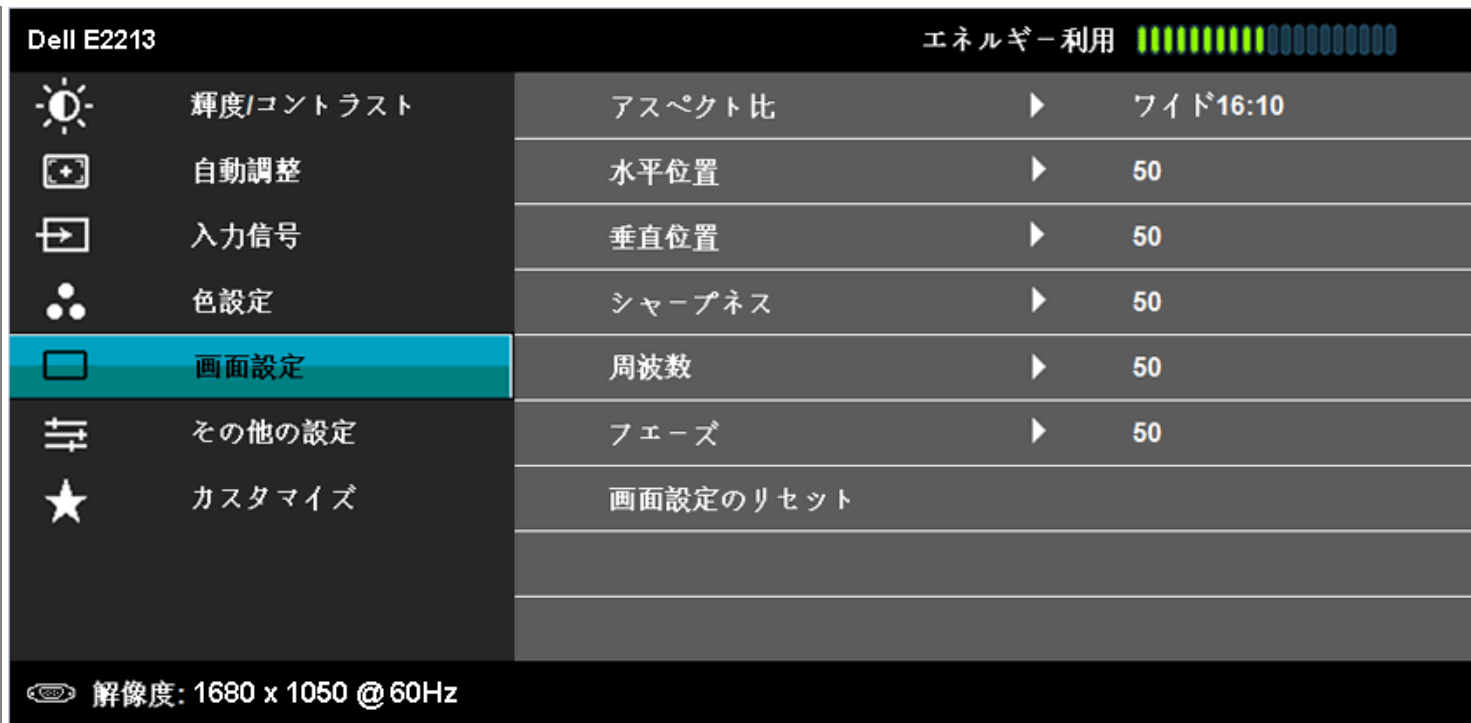 Dell E2213 エネルギー利用
輝度/コントラスト アスペクト比 ワイド16:10
自動調整 水平位置 50
入力信号 垂直位置 50
色設定 シャープネス 50
画面設定 周波数 50
その他の設定 フエーズ 50
カスタマイズ 画面設定のリセット
解像度: 1680 x 1050 @ 60Hz